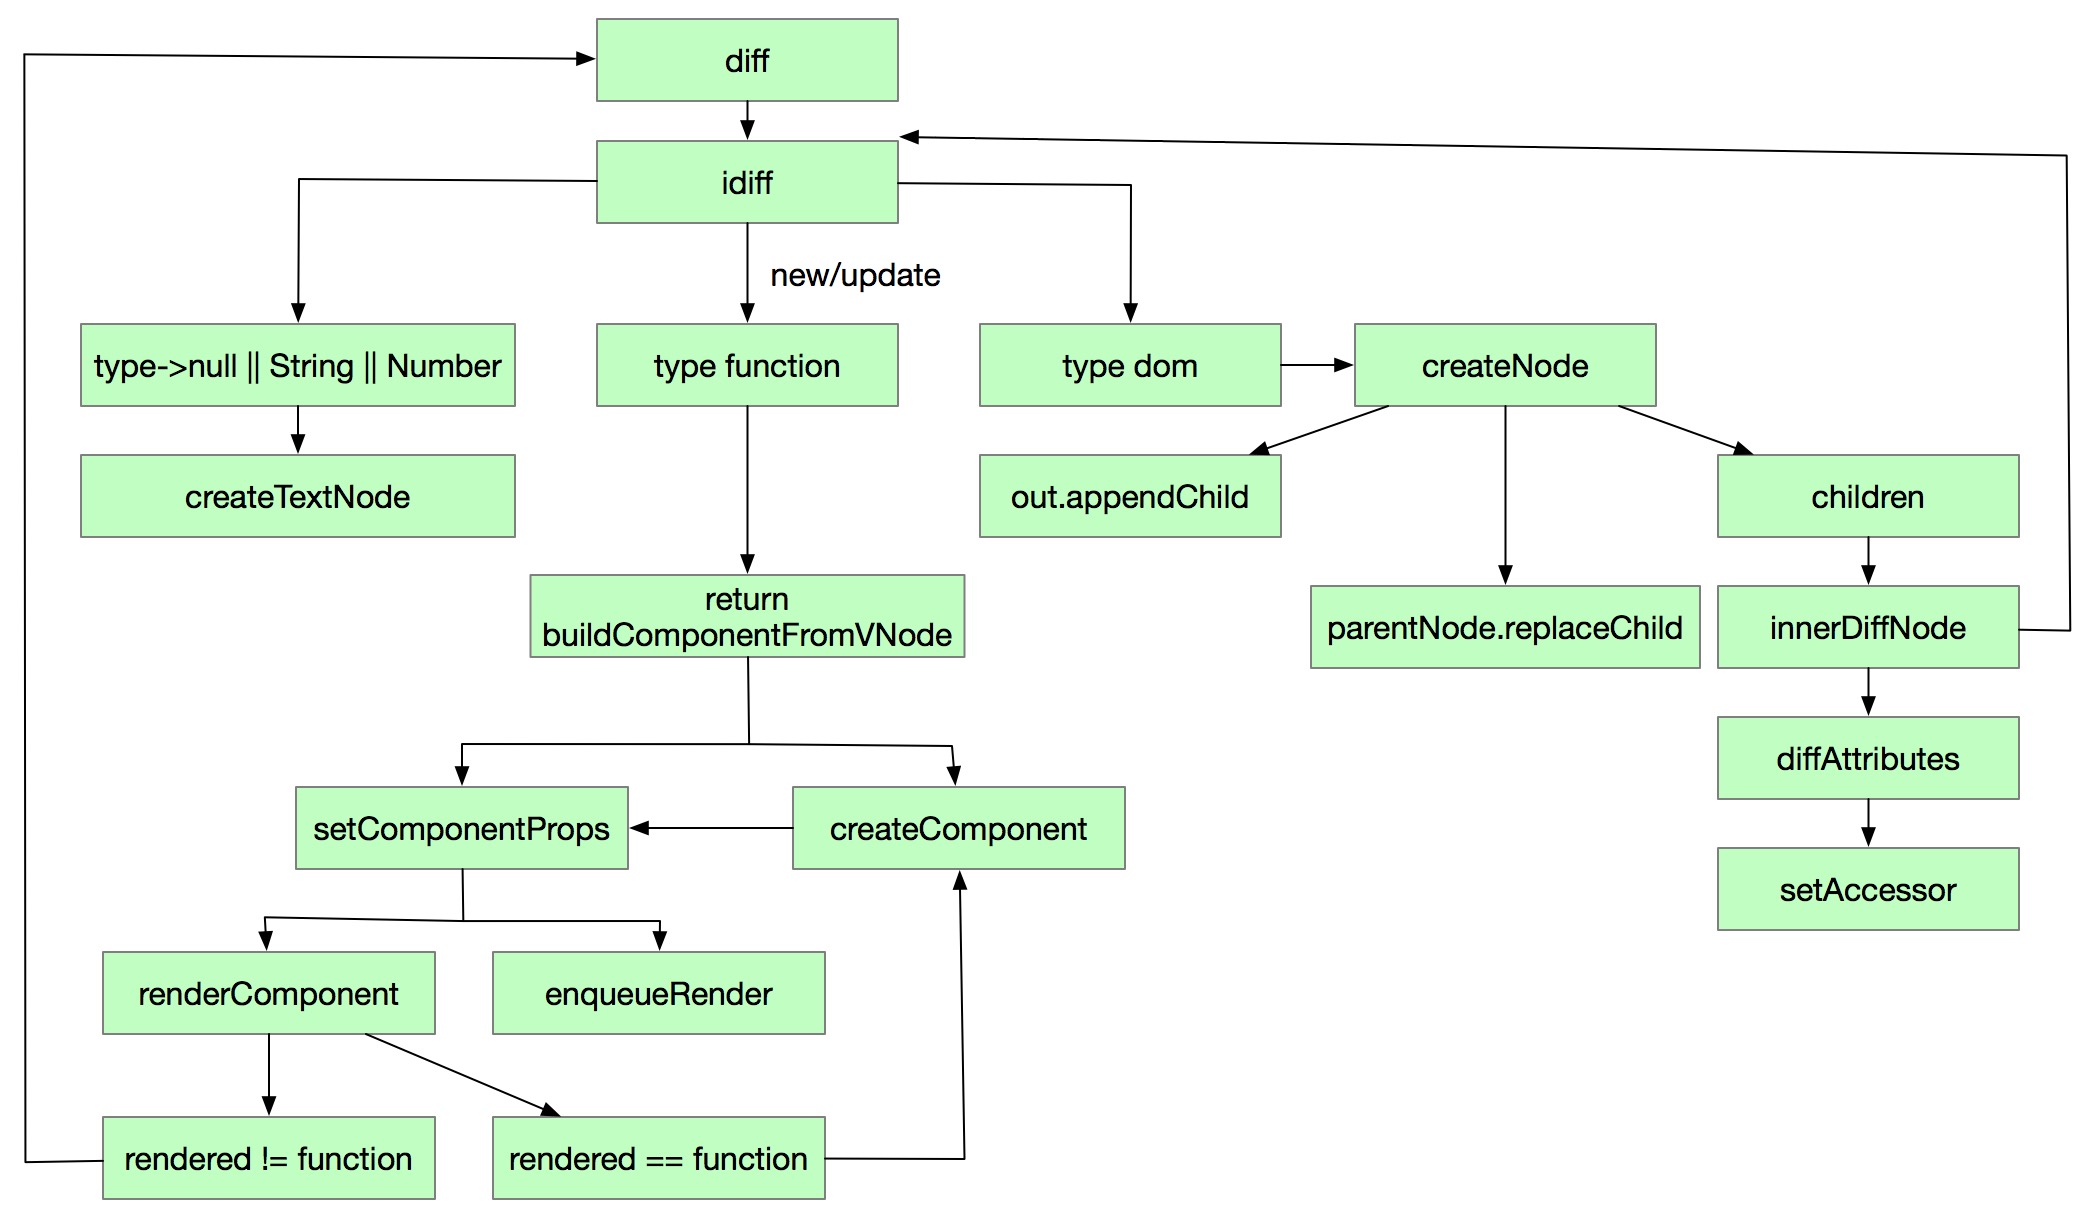 diff
idiff
new/update
type->null || String || Number
type function
type dom
createNode
createTextNode
out.appendChild
children
return
buildComponentFromVNode
parentNode.replaceChild
innerDiffNode
diffAttributes
setComponentProps
createComponent
setAccessor
renderComponent
enqueueRender
rendered != function
rendered == function